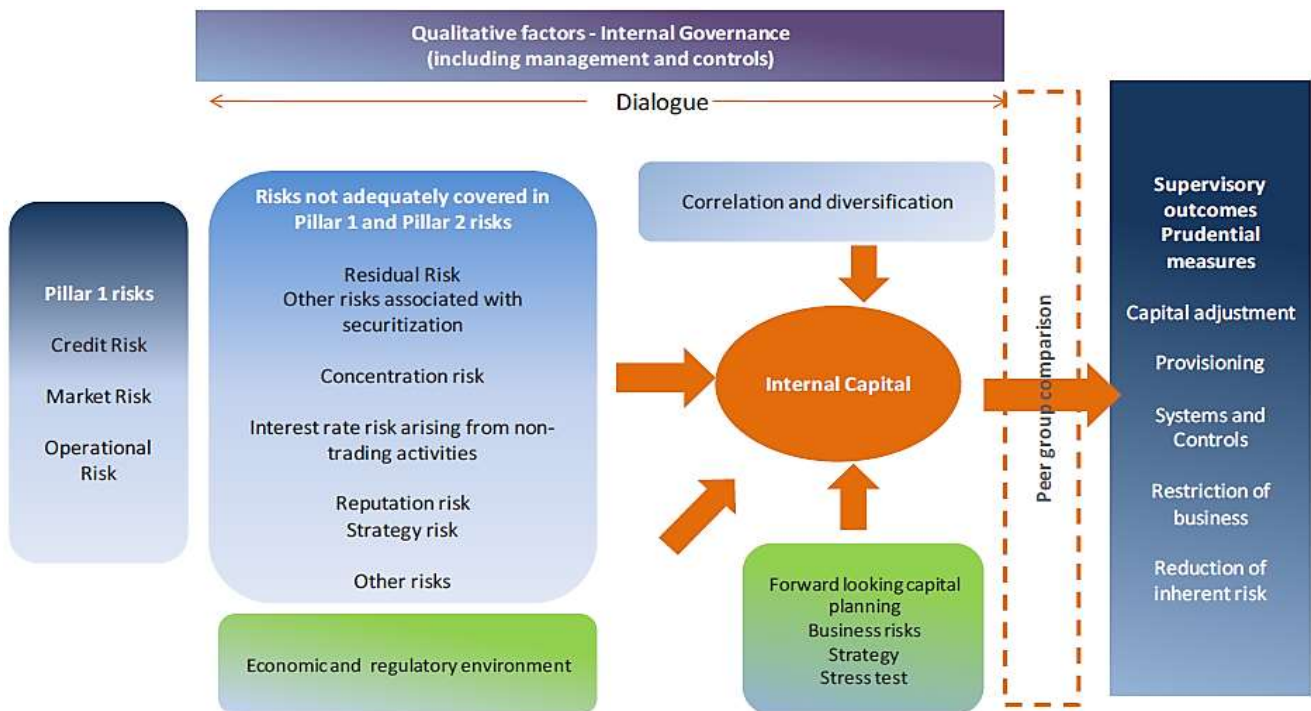 Qualitative factors - Internal Governance
(including management and controls)
Dialogue
Pillar 1 risks
Credit Risk
Market Risk
Operational
Risk
Risks not adequately covered in
Pillar 1 and Pillar 2 risks
Residual Risk
Other risks associated with
securitization
Concentration risk
Interest rate risk arising from non-
trading activities
Reputation risk
Strategy risk
Other risks
Economic and regulatory environment
Correlation and diversification
Internal Capital
Forward looking capital
planning
Business risks
Strategy
Stress test
Peer group comparison
Supervisory
outcomes
Prudential
measures
Capital adjustment
Provisioning
Systems and
Controls
Restriction of
business
Reduction of
inherent risk